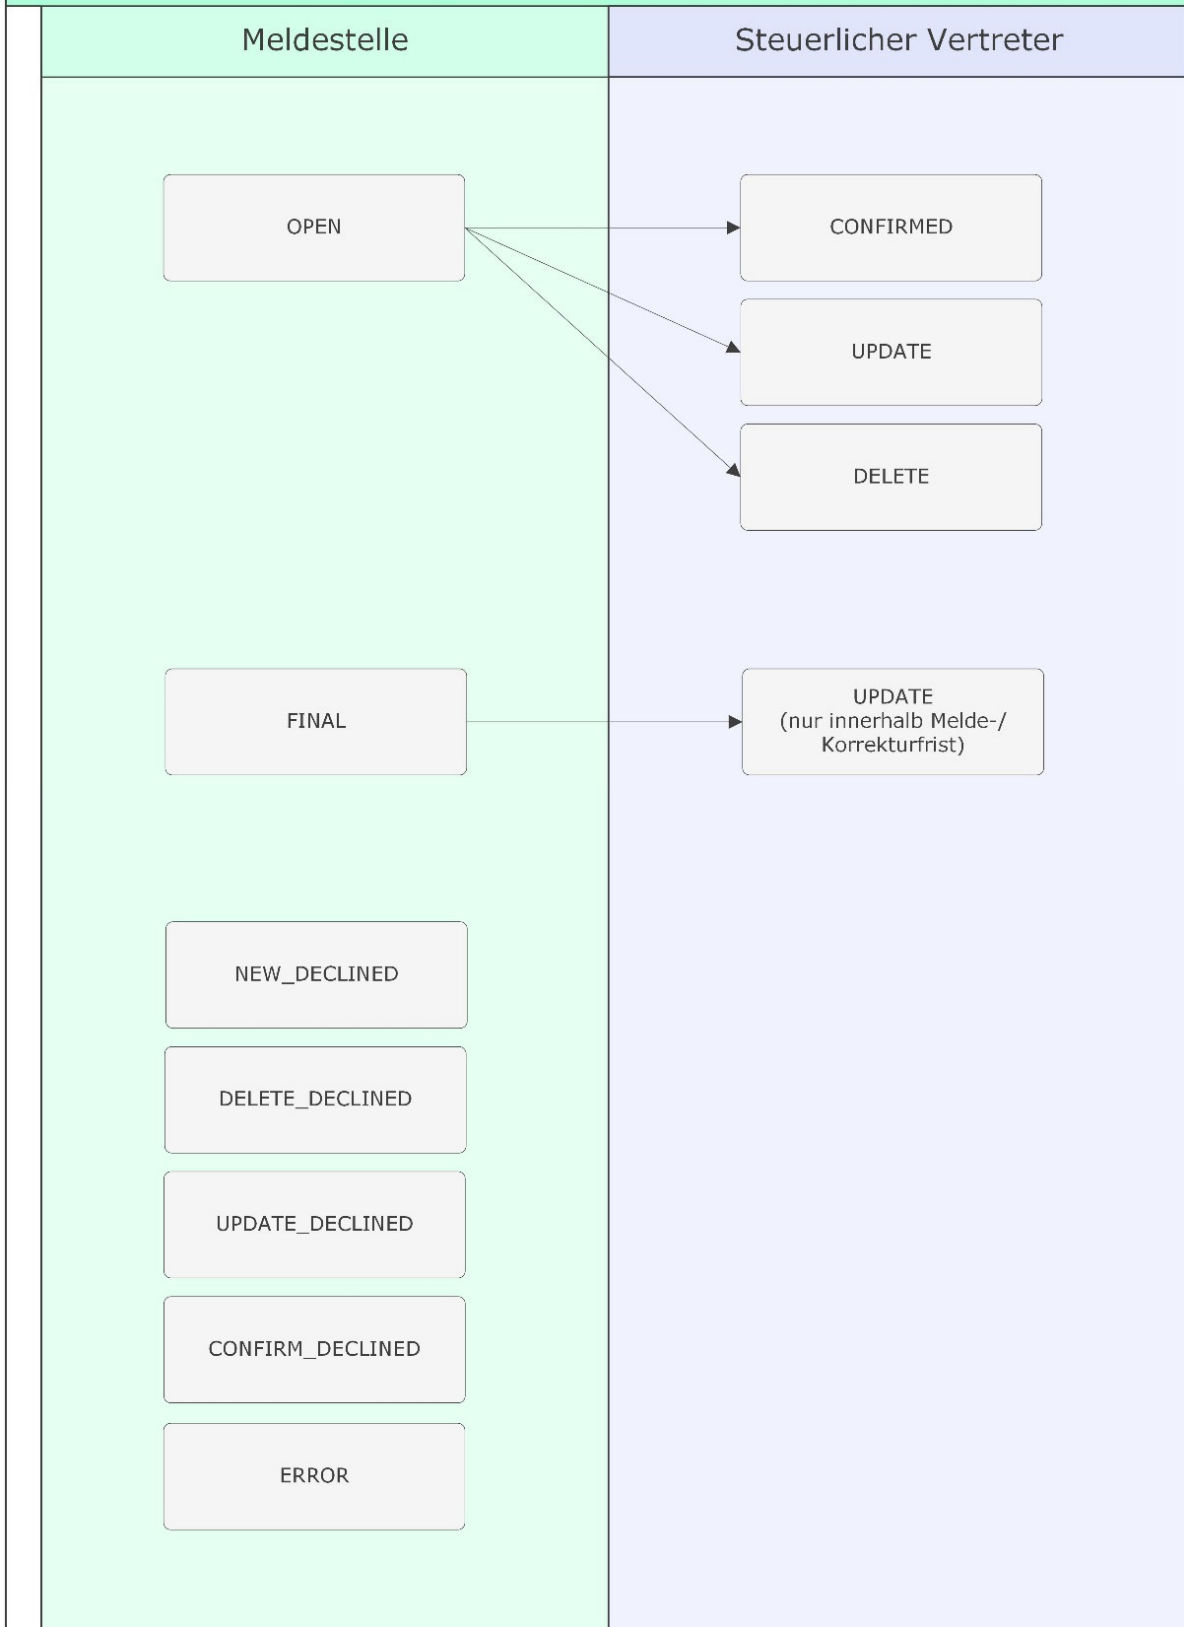 Meldestelle
Steuerlicher Vertreter
OPEN
CONFIRMED
UPDATE
DELETE
FINAL
UPDATE
(nur innerhalb Melde-/
Korrekturfrist)
NEW_DECLINED
DELETE_DECLINED
UPDATE_DECLINED
CONFIRM_DECLINED
ERROR